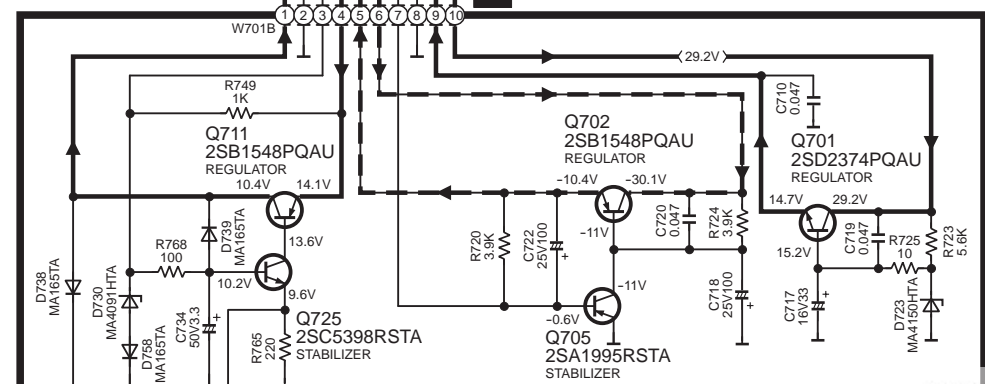 1 2 3 4 5 6 7 8 9 10
W701B
29.2V
R749
1K
C710
0.047
Q711
2SB1548PQAU
REGULATOR
10.4V
14.1V
Q702
2SB1548PQAU
REGULATOR
−10.4V
−30.1V
Q701
2SD2374PQAU
REGULATOR
14.7V
29.2V
D739
MA165TA
13.6V
R768
100
10.2V
9.6V
D738
MA165TA
D730
MA4091HTA
D758
MA165TA
C734
50V3.3
+
R765
220
Q725
2SC5398RSTA
STABILIZER
R720
3.9K
C722
25V100
+
−11V
C720
0.047
R724
3.9K
−11V
−0.6V
Q705
2SA1995RSTA
STABILIZER
C718
25V100
+
15.2V
C719
0.047
R725
10
R723
5.6K
C717
16V33
+
D723
MA4150HTA